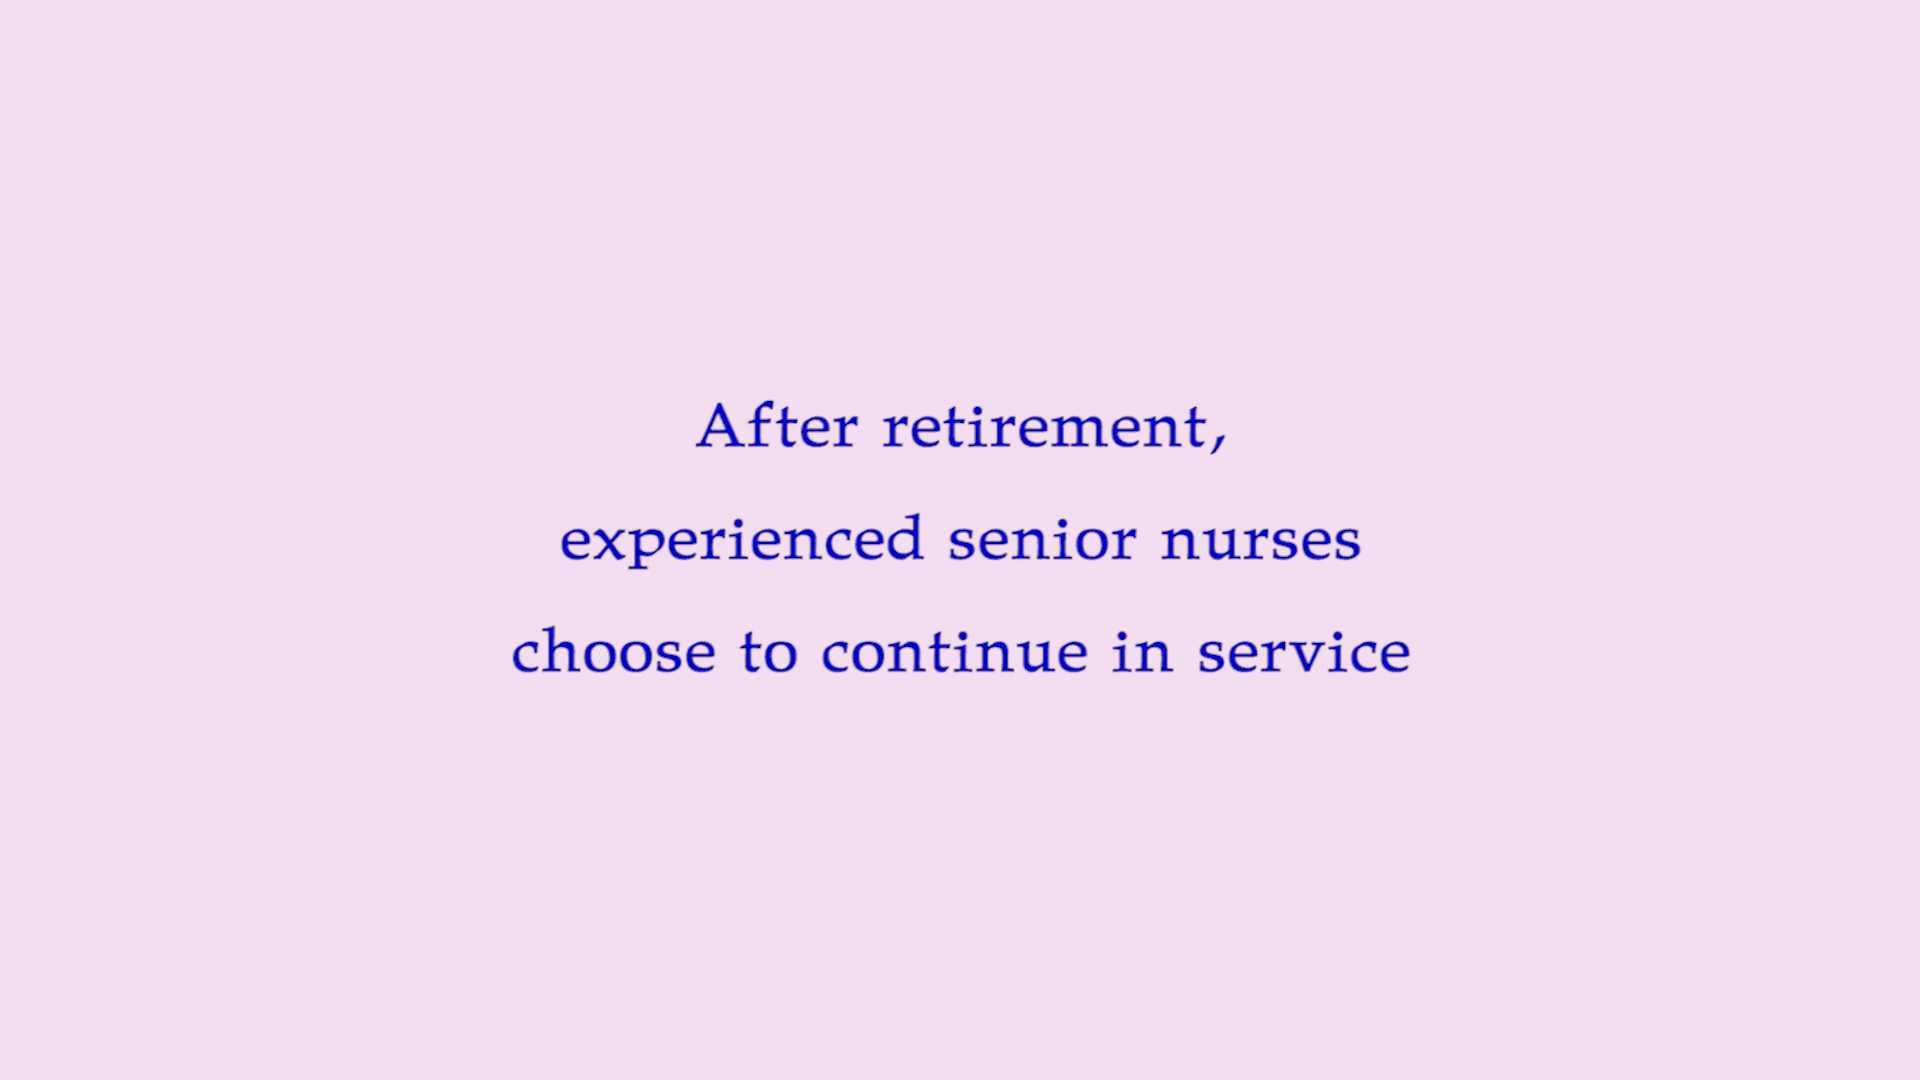 After retirement,
experienced senior nurses
choose to continue in service